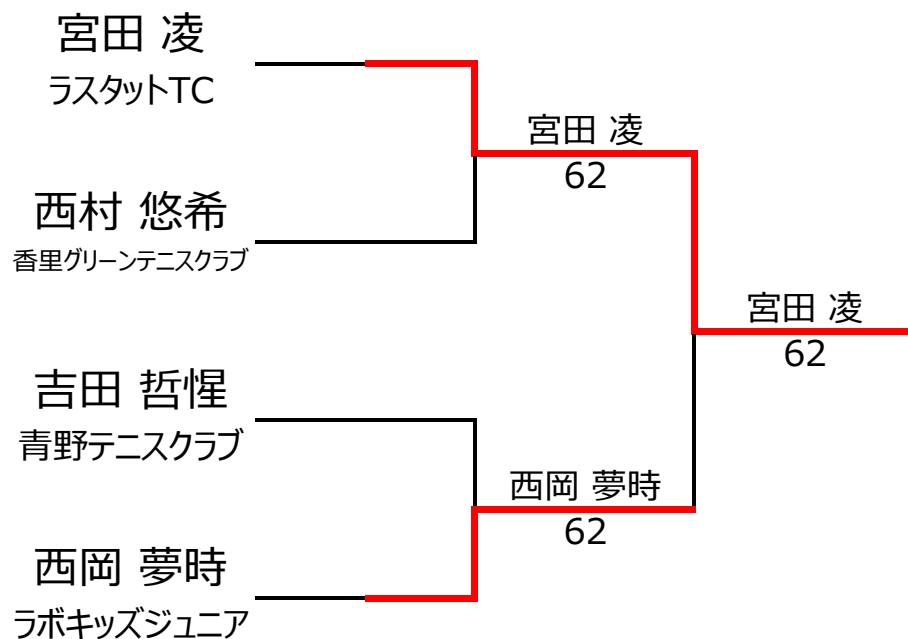 宮田 凌
ラスタットTC
宮田 凌
62
西村 悠希
香里グリーンテニスクラブ
宮田 凌
62
吉田 哲惺
青野テニスクラブ
西岡 夢時
62
西岡 夢時
ラボキッズジュニア